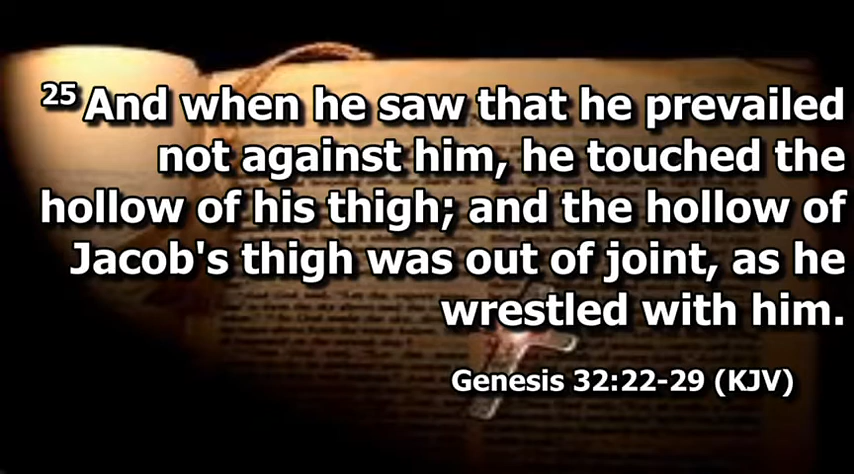 25 And when he saw that he prevailed
not against him, he touched the
hollow of his thigh; and the hollow of
Jacob's thigh was out of joint, as he
wrestled with him.
Genesis 32:22-29 (KJV)